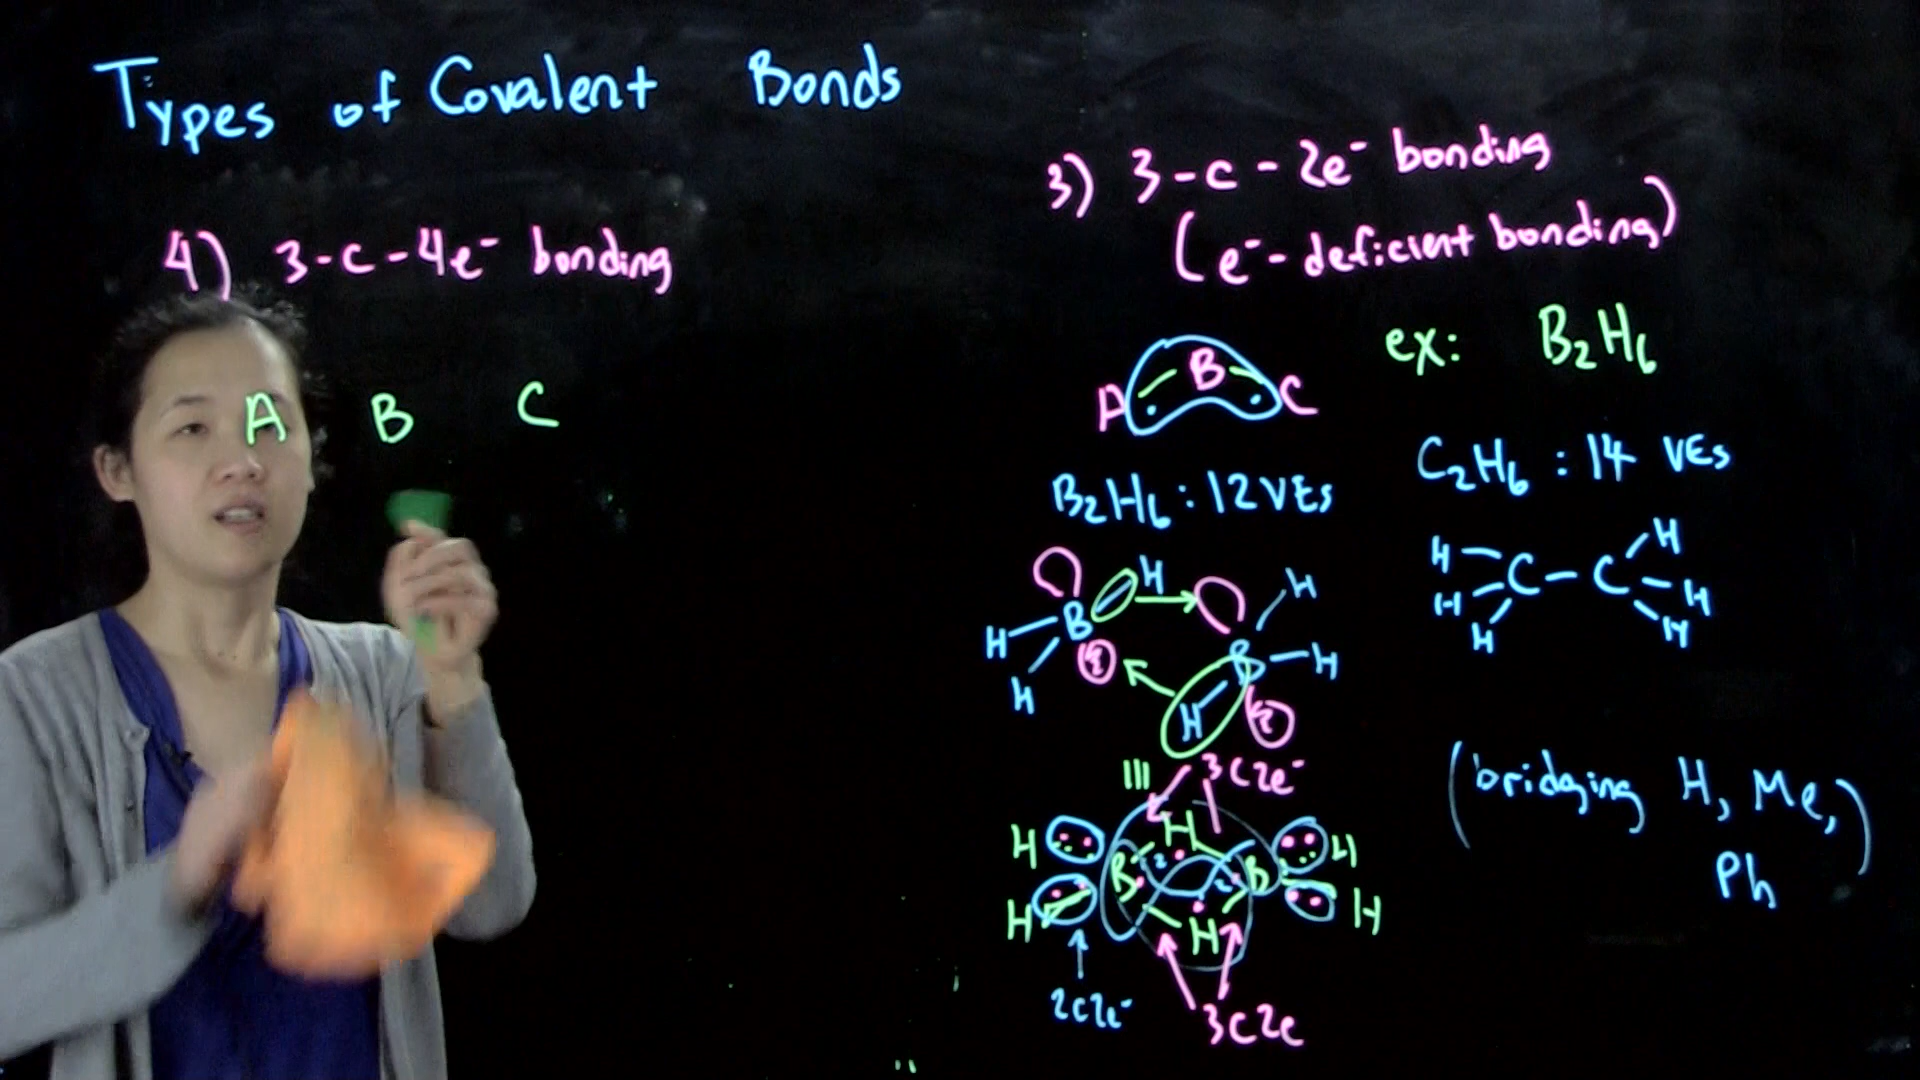 Types of Covalent Bonds
4) 3-c-4e⁻ bonding
A B C
3) 3-c-2e⁻ bonding
(e⁻-deficient bonding)
ex: B₂H₆
A B C
B₂H₆ : 12 VEs
C₂H₆ : 14 VEs
H H
H C - C H
H H H
H H
B
H B H
H H
3c2e⁻
H H H
B B
H H H
2c2e⁻
3c2e
(bridging H, Me,
Ph)